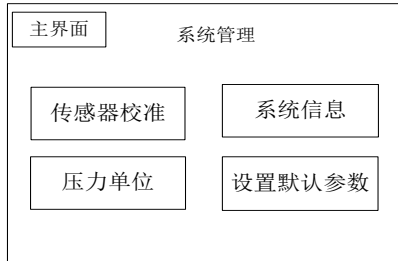 主界面
系统管理
传感器校准
系统信息
压力单位
设置默认参数